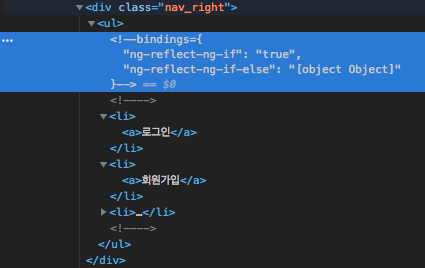 ▼<div class="nav_right">
▼<ul>
… <!--bindings={
"ng-reflect-ng-if": "true",
"ng-reflect-ng-if-else": "[object Object]"
}--> == $0
<!---->
▼<li>
<a>로그인</a>
</li>
▼<li>
<a>회원가입</a>
</li>
▶<li>…</li>
<!---->
</ul>
</div>